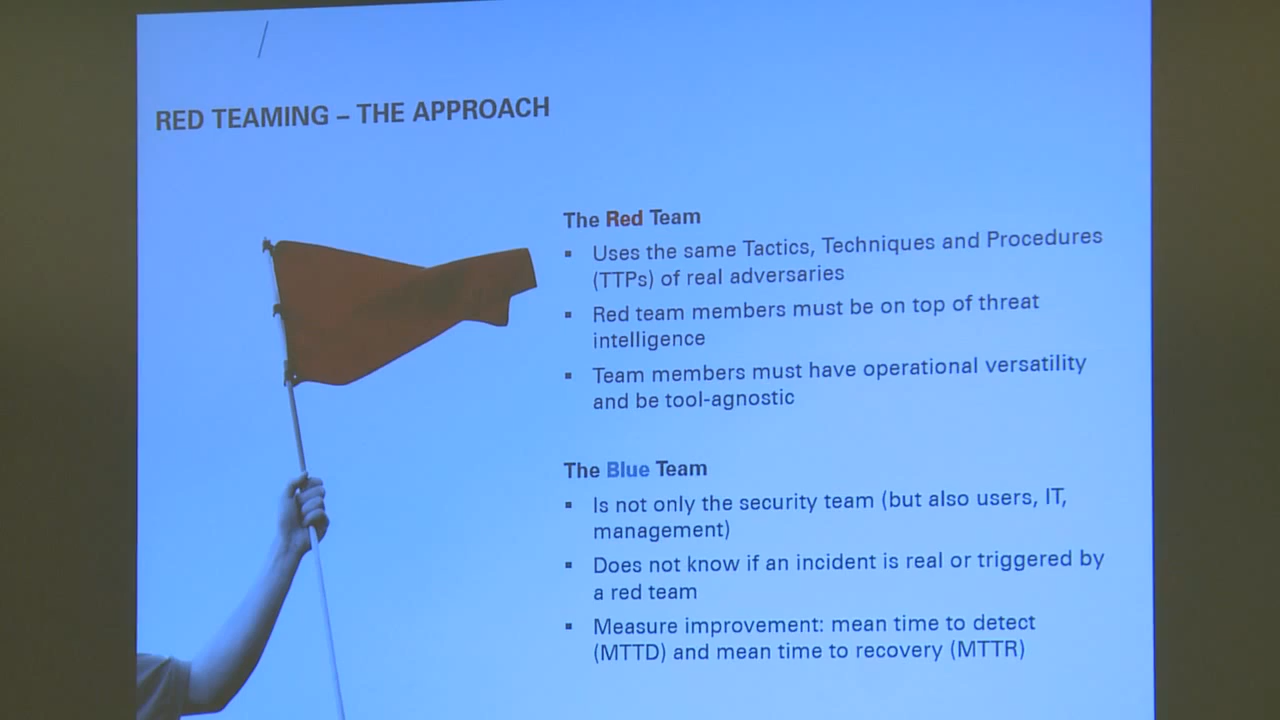 RED TEAMING – THE APPROACH
The Red Team
▪ Uses the same Tactics, Techniques and Procedures
(TTPs) of real adversaries
▪ Red team members must be on top of threat
intelligence
▪ Team members must have operational versatility
and be tool-agnostic
The Blue Team
▪ Is not only the security team (but also users, IT,
management)
▪ Does not know if an incident is real or triggered by
a red team
▪ Measure improvement: mean time to detect
(MTTD) and mean time to recovery (MTTR)